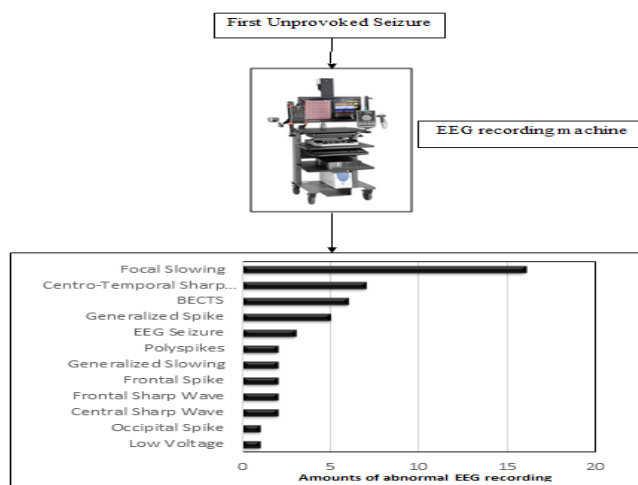 First Unprovoked Seizure
EEG recording machine
Focal Slowing
Centro-Temporal Sharp...
BECTS
Generalized Spike
EEG Seizure
Polyspikes
Generalized Slowing
Frontal Spike
Frontal Sharp Wave
Central Sharp Wave
Occipital Spike
Low Voltage
0 5 10 15 20
Amounts of abnormal EEG recording